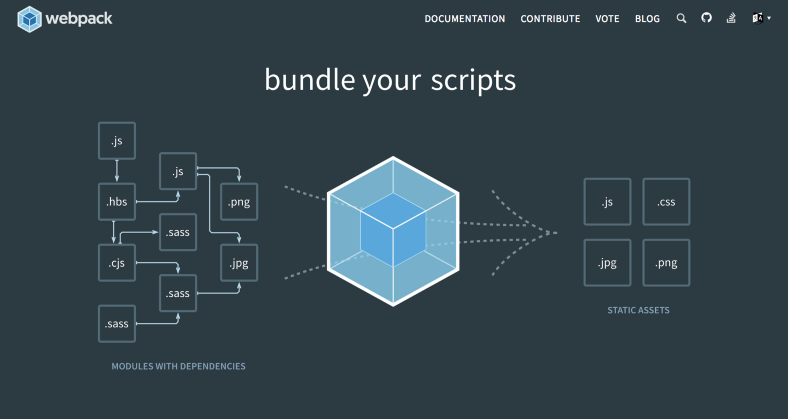 webpack
DOCUMENTATION CONTRIBUTE VOTE BLOG
bundle your scripts
.js
.js
.hbs
.png
.sass
.cjs
.jpg
.sass
.sass
MODULES WITH DEPENDENCIES
.js .css
.jpg .png
STATIC ASSETS